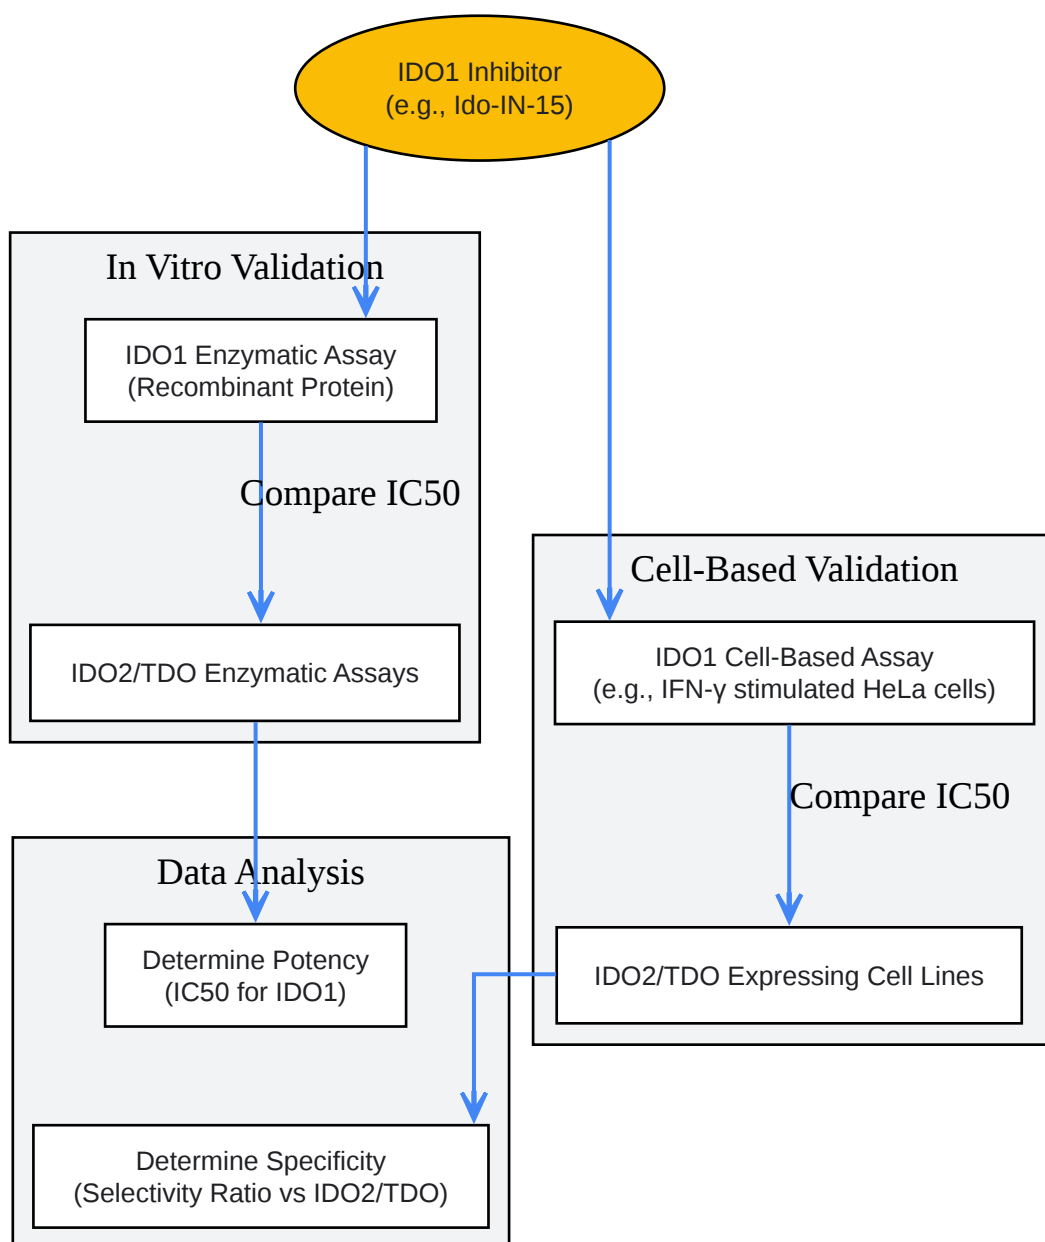 IDO1 Inhibitor
(e.g., Ido-IN-15)
In Vitro Validation
IDO1 Enzymatic Assay
(Recombinant Protein)
Compare IC50
IDO2/TDO Enzymatic Assays
Cell-Based Validation
IDO1 Cell-Based Assay
(e.g., IFN-γ stimulated HeLa cells)
Compare IC50
IDO2/TDO Expressing Cell Lines
Data Analysis
Determine Potency
(IC50 for IDO1)
Determine Specificity
(Selectivity Ratio vs IDO2/TDO)